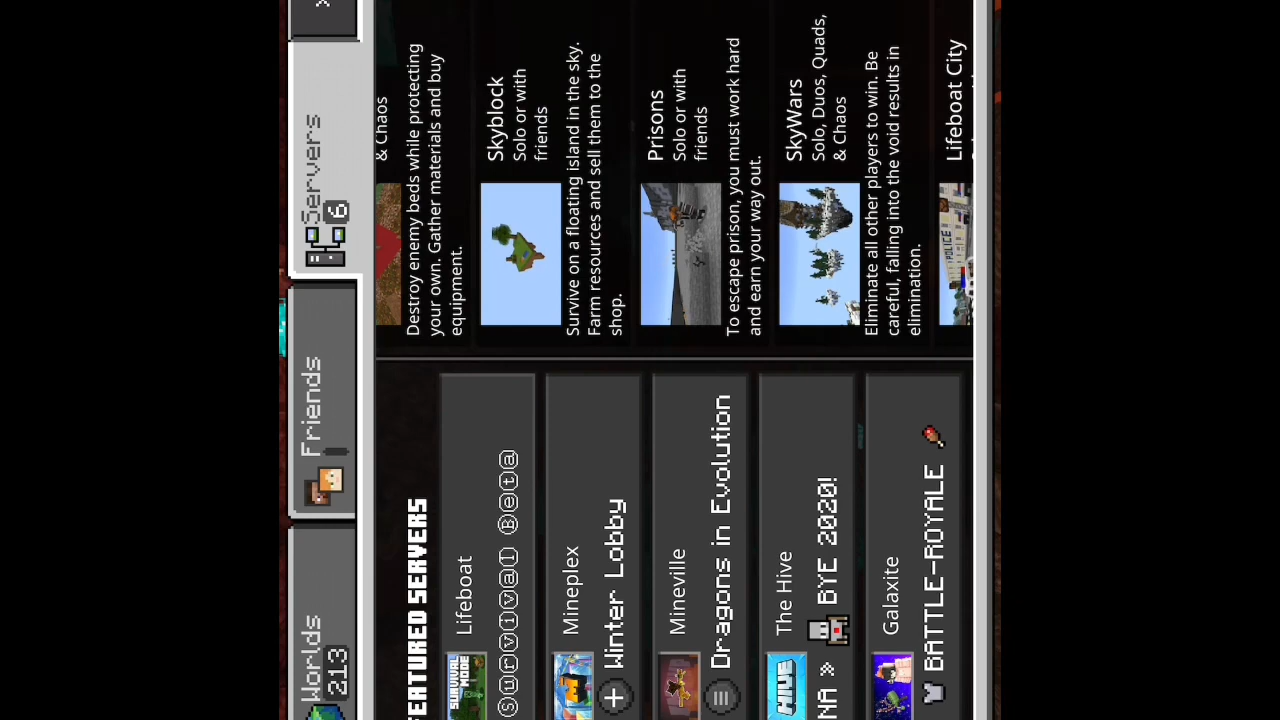 Worlds
213
Friends
Servers
6
FEATURED SERVERS
Lifeboat
SURVIVAL
MODE
Ⓢⓤⓡⓥⓘⓥⓐⓛ Ⓑⓔⓣⓐ
Mineplex
+ Winter Lobby
Mineville
Dragons in Evolution
The Hive
HIVE
NA » BYE 2020!
Galaxite
BATTLE-ROYALE
& Chaos
Destroy enemy beds while protecting
your own. Gather materials and buy
equipment.
Skyblock
Solo or with
friends
Survive on a floating island in the sky.
Farm resources and sell them to the
shop.
Prisons
Solo or with
friends
To escape prison, you must work hard
and earn your way out.
SkyWars
Solo, Duos, Quads,
& Chaos
Eliminate all other players to win. Be
careful, falling into the void results in
elimination.
Lifeboat City
POLICE